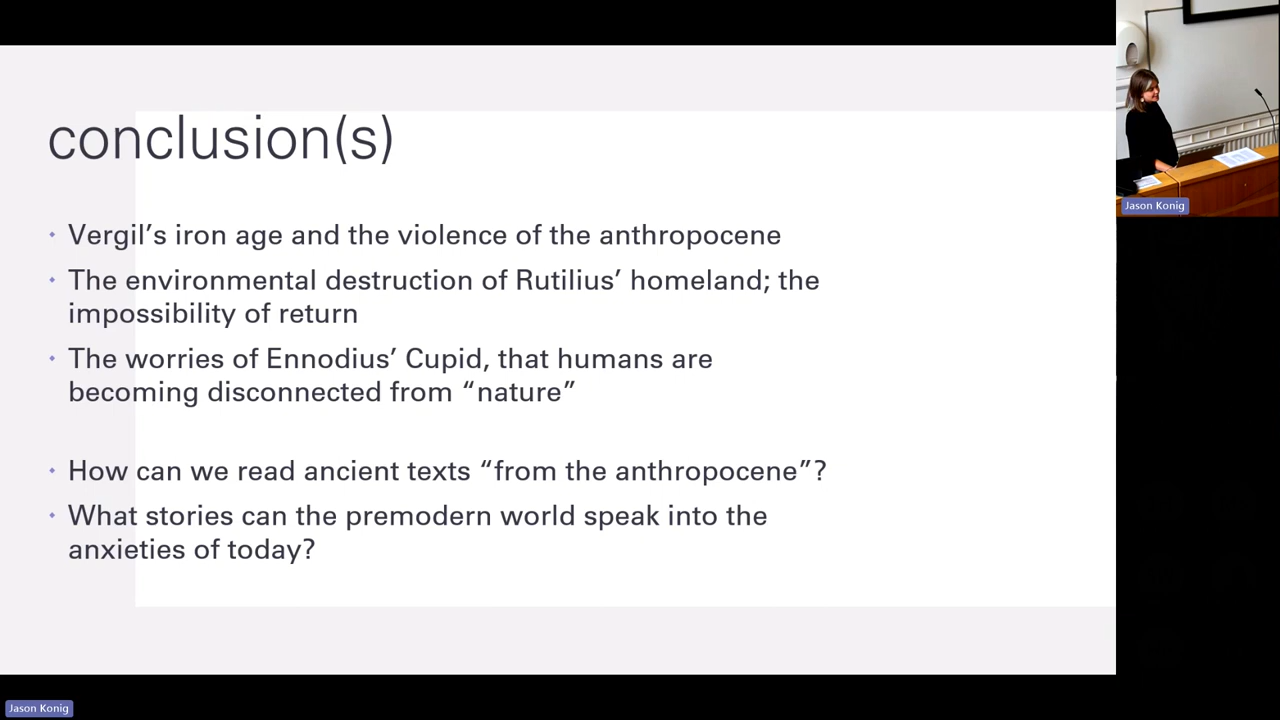 conclusion(s)
Vergil’s iron age and the violence of the anthropocene
The environmental destruction of Rutilius’ homeland; the
impossibility of return
The worries of Ennodius’ Cupid, that humans are
becoming disconnected from “nature”
How can we read ancient texts “from the anthropocene”?
What stories can the premodern world speak into the
anxieties of today?
Jason Konig
Jason Konig